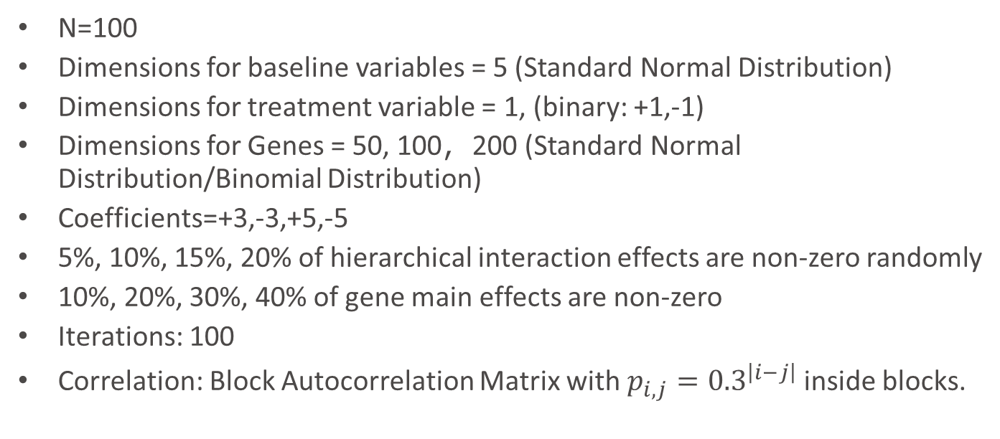 • N=100
• Dimensions for baseline variables = 5 (Standard Normal Distribution)
• Dimensions for treatment variable = 1, (binary: +1,-1)
• Dimensions for Genes = 50, 100， 200 (Standard Normal
Distribution/Binomial Distribution)
• Coefficients=+3,-3,+5,-5
• 5%, 10%, 15%, 20% of hierarchical interaction effects are non-zero randomly
• 10%, 20%, 30%, 40% of gene main effects are non-zero
• Iterations: 100
• Correlation: Block Autocorrelation Matrix with $p_{i,j} = 0.3^{|i-j|}$ inside blocks.